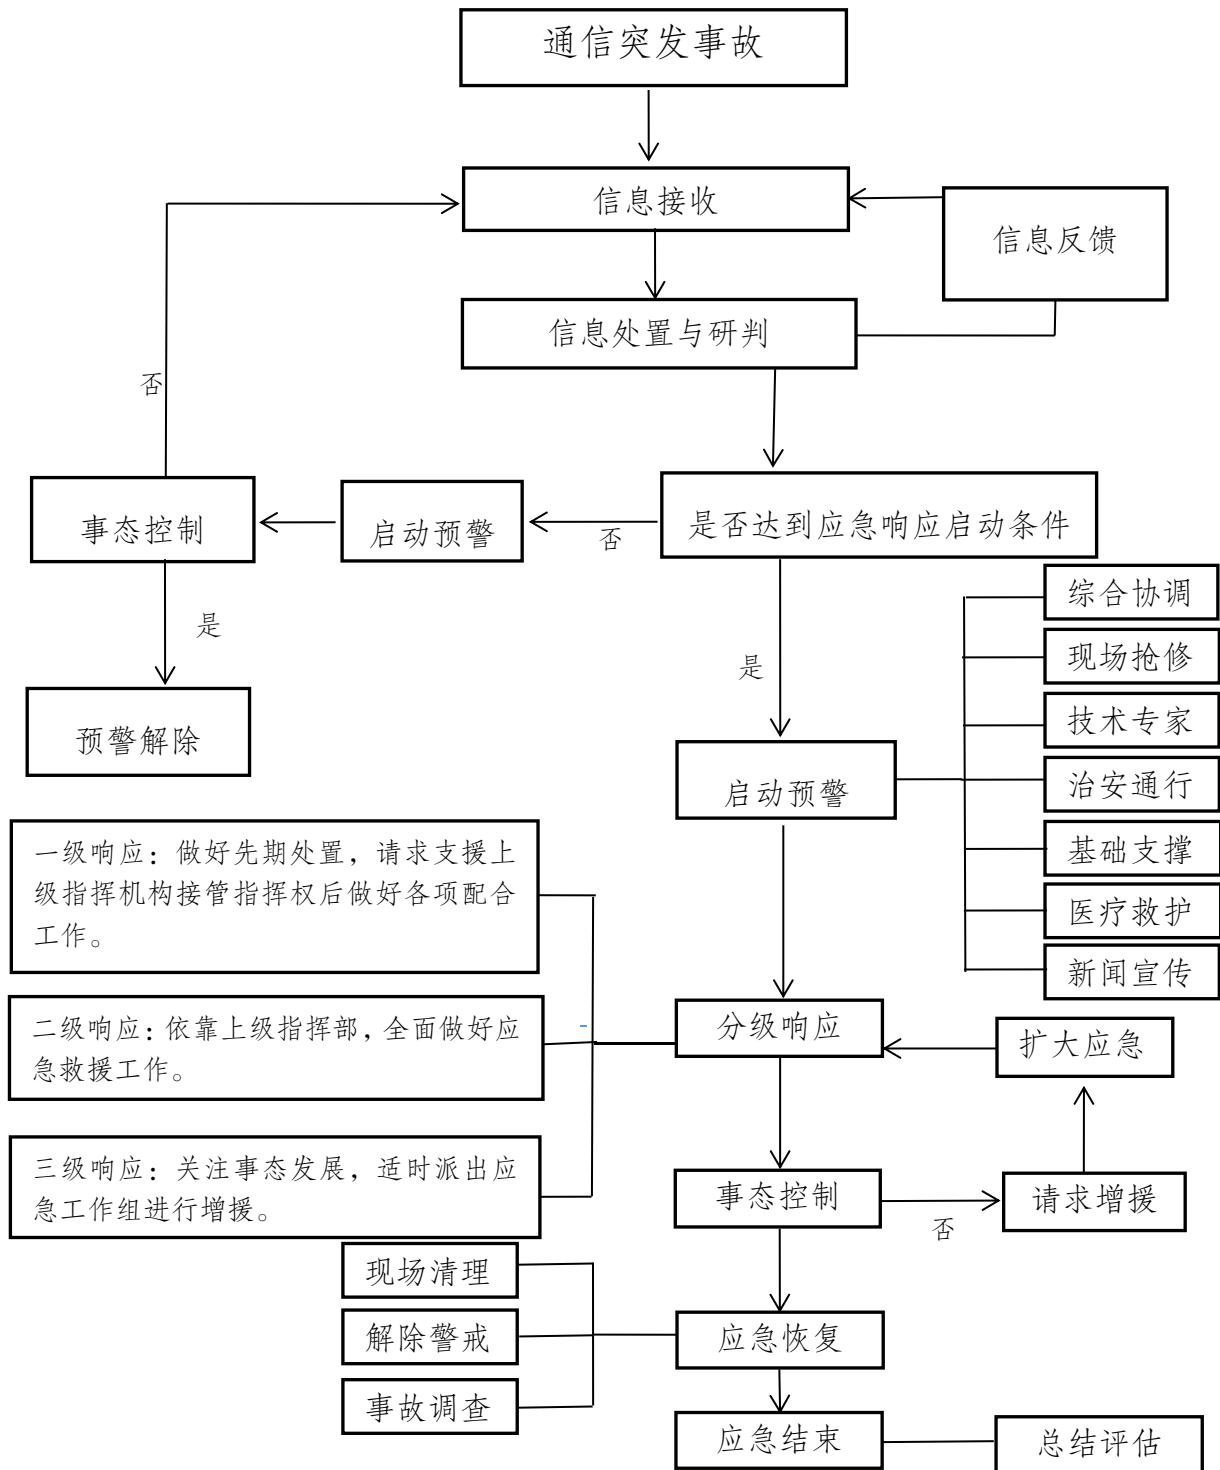 通信突发事故
信息接收
信息反馈
信息处置与研判
否
事态控制
启动预警
否
是否达到应急响应启动条件
是
预警解除
是
启动预警
综合协调
现场抢修
技术专家
治安通行
基础支撑
医疗救护
新闻宣传
一级响应：做好先期处置，请求支援上
级指挥机构接管指挥权后做好各项配合
工作。
二级响应：依靠上级指挥部，全面做好应
急救援工作。
三级响应：关注事态发展，适时派出应
急工作组进行增援。
分级响应
扩大应急
事态控制
否
请求增援
现场清理
解除警戒
事故调查
应急恢复
应急结束
总结评估